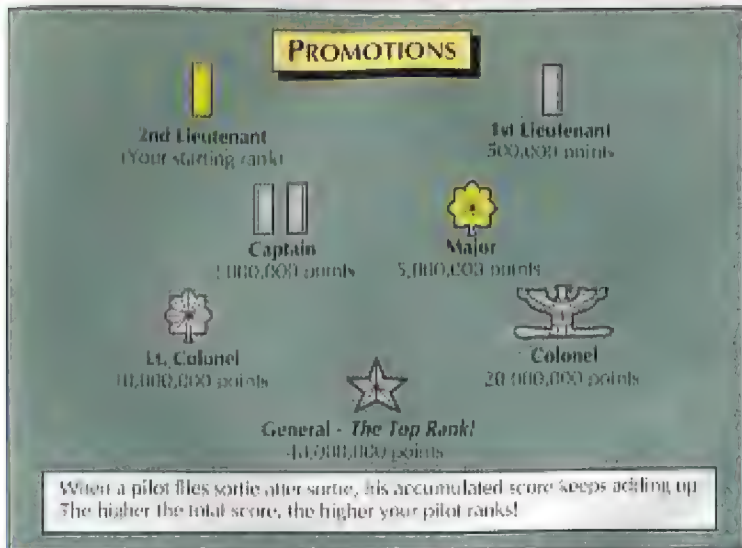 PROMOTIONS
2nd Lieutenant
(Your starting rank)
1st Lieutenant
500,000 points
Captain
1,000,000 points
Major
5,000,000 points
Lt. Colonel
10,000,000 points
Colonel
20,000,000 points
General - The Top Rank!
points
When a pilot flies sortie after sortie, his accumulated score keeps adding up
The higher the total score, the higher your pilot ranks!